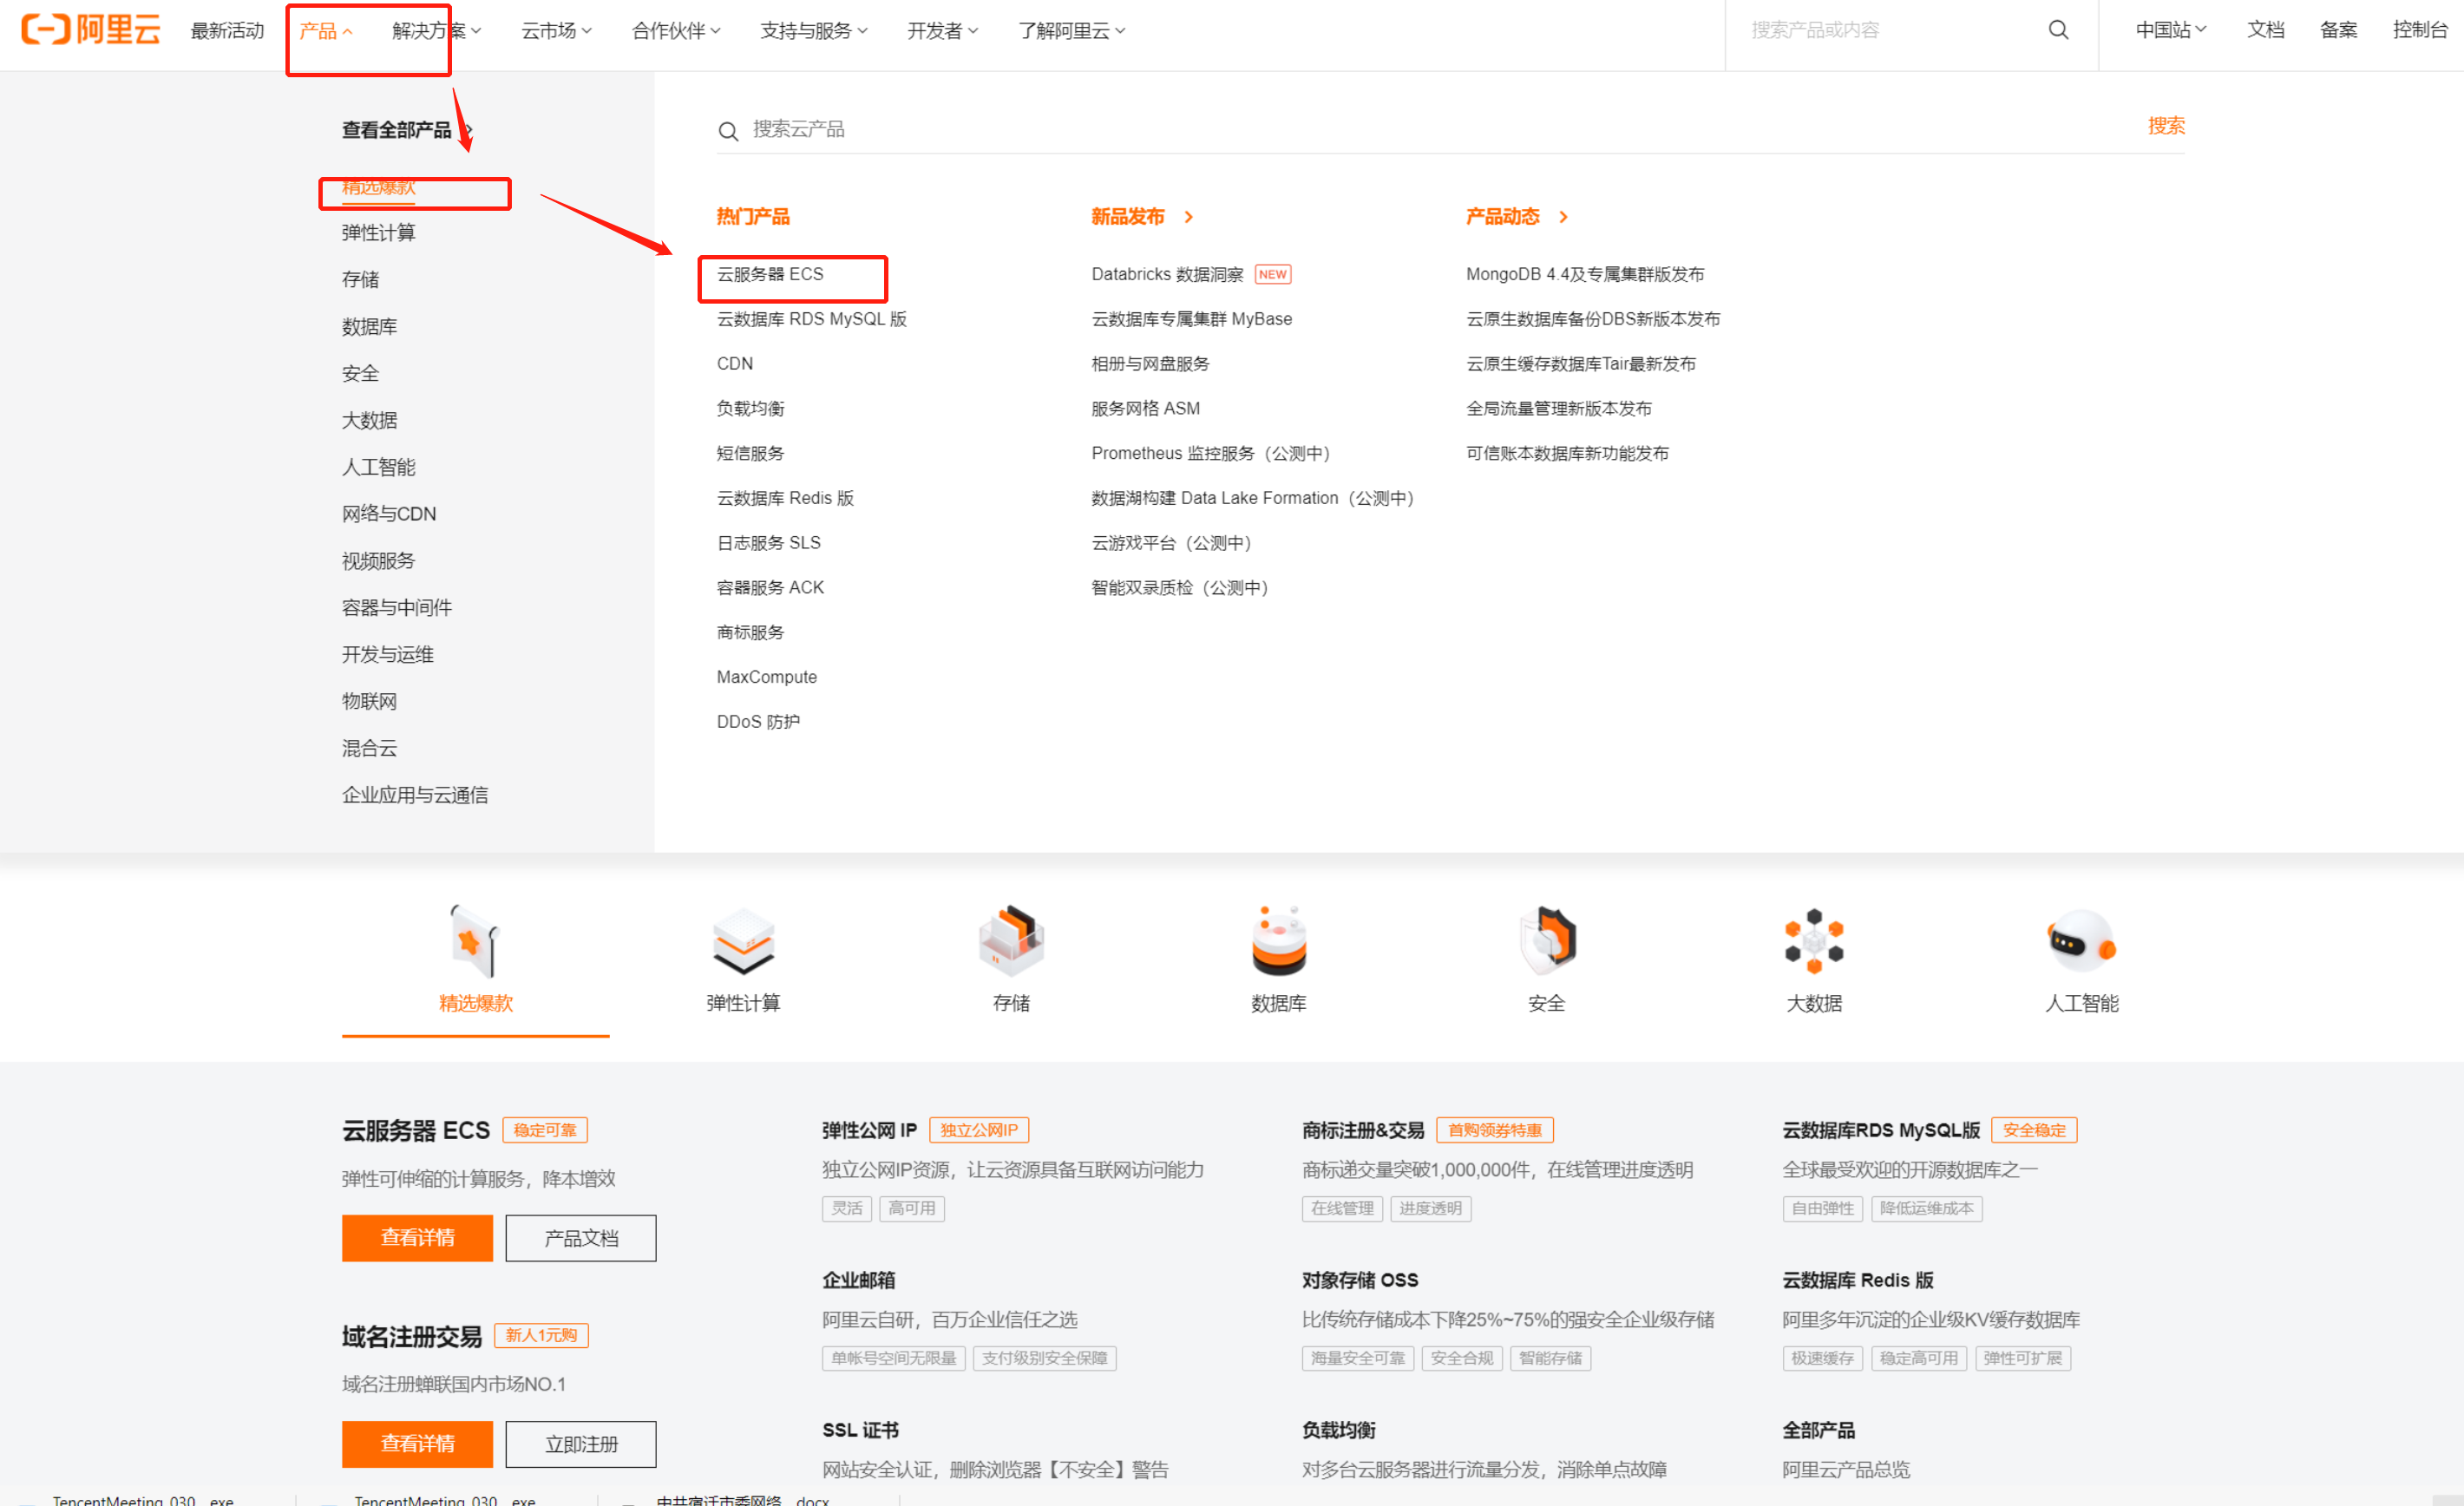 阿里云
最新活动 产品 解决方案 云市场 合作伙伴 支持与服务 开发者 了解阿里云 搜索产品或内容 中国站 文档 备案 控制台
查看全部产品
精选爆款
弹性计算
存储
数据库
安全
大数据
人工智能
网络与CDN
视频服务
容器与中间件
开发与运维
物联网
混合云
企业应用与云通信
搜索云产品 搜索
热门产品
云服务器 ECS
云数据库 RDS MySQL 版
CDN
负载均衡
短信服务
云数据库 Redis 版
日志服务 SLS
容器服务 ACK
商标服务
MaxCompute
DDoS 防护
新品发布
Databricks 数据洞察 NEW
云数据库专属集群 MyBase
相册与网盘服务
服务网格 ASM
Prometheus 监控服务（公测中）
数据湖构建 Data Lake Formation（公测中）
云游戏平台（公测中）
智能双录质检（公测中）
产品动态
MongoDB 4.4及专属集群版发布
云原生数据库备份DBS新版本发布
云原生缓存数据库Tair最新发布
全局流量管理新版本发布
可信账本数据库新功能发布
精选爆款 弹性计算 存储 数据库 安全 大数据 人工智能
云服务器 ECS 稳定可靠
弹性可伸缩的计算服务，降本增效
查看详情 产品文档
域名注册交易 新人1元购
域名注册蝉联国内市场NO.1
查看详情 立即注册
弹性公网 IP 独立公网IP
独立公网IP资源，让云资源具备互联网访问能力
灵活 高可用
企业邮箱
阿里云自研，百万企业信任之选
单帐号空间无限量 支付级别安全保障
SSL 证书
网站安全认证，删除浏览器【不安全】警告
商标注册&交易 首购领券特惠
商标递交量突破1,000,000件，在线管理进度透明
在线管理 进度透明
对象存储 OSS
比传统存储成本下降25%~75%的强安全企业级存储
海量安全可靠 安全合规 智能存储
负载均衡
对多台云服务器进行流量分发，消除单点故障
云数据库RDS MySQL版 安全稳定
全球最受欢迎的开源数据库之一
自由弹性 降低运维成本
云数据库 Redis 版
阿里多年沉淀的企业级KV缓存数据库
极速缓存 稳定高可用 弹性可扩展
全部产品
阿里云产品总览
TencentMeeting_030....exe TencentMeeting_030....exe 中共宿迁市委网络....docx